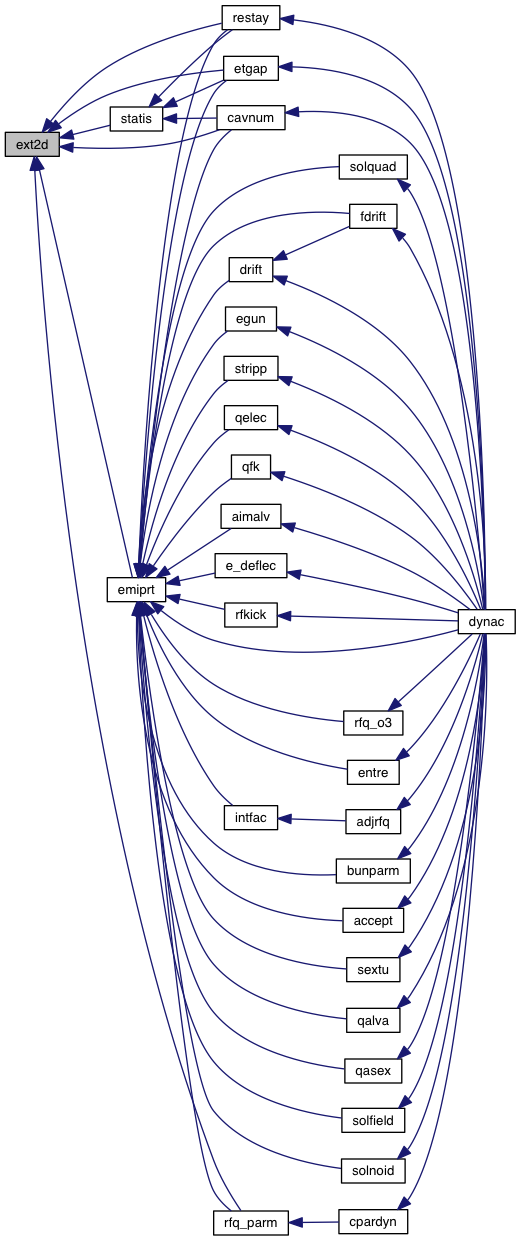 restay
etgap
statis
cavnum
ext2d
solquad
fdrift
drift
egun
stripp
qelec
qfk
aimalv
e_deflec
emiprt
rfkick
dynac
rfq_o3
entre
intfac
adjrfq
bunparm
accept
sextu
qalva
qasex
solfield
solnoid
rfq_parm
cpardyn